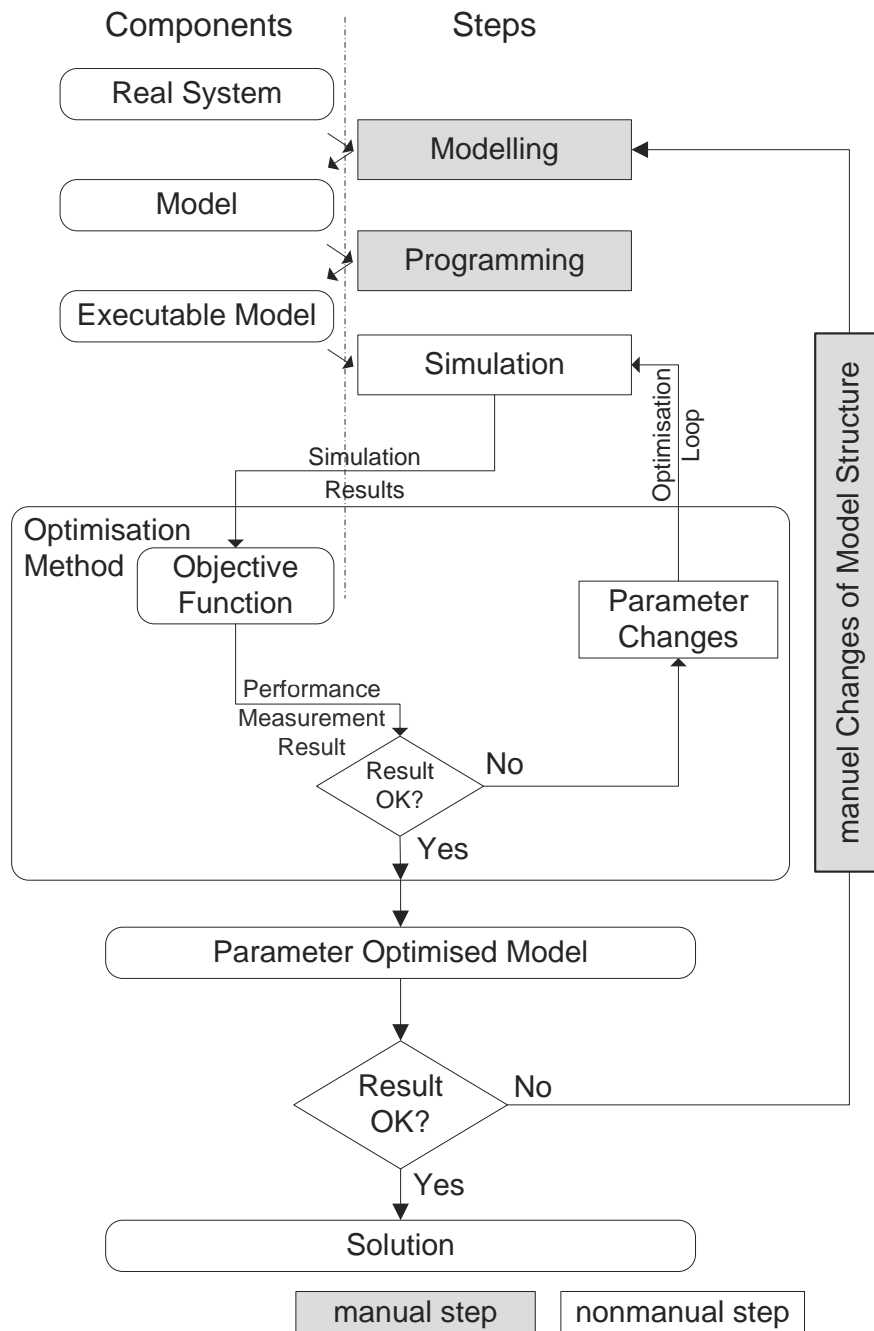 Components
Steps
Real System
Modelling
Model
Programming
Executable Model
Simulation
Optimisation
Loop
Simulation
Results
manuel Changes of Model Structure
Optimisation
Method
Objective
Function
Parameter
Changes
Performance
Measurement
Result
Result
OK?
No
Yes
Parameter Optimised Model
Result
OK?
No
Yes
Solution
manual step
nonmanual step